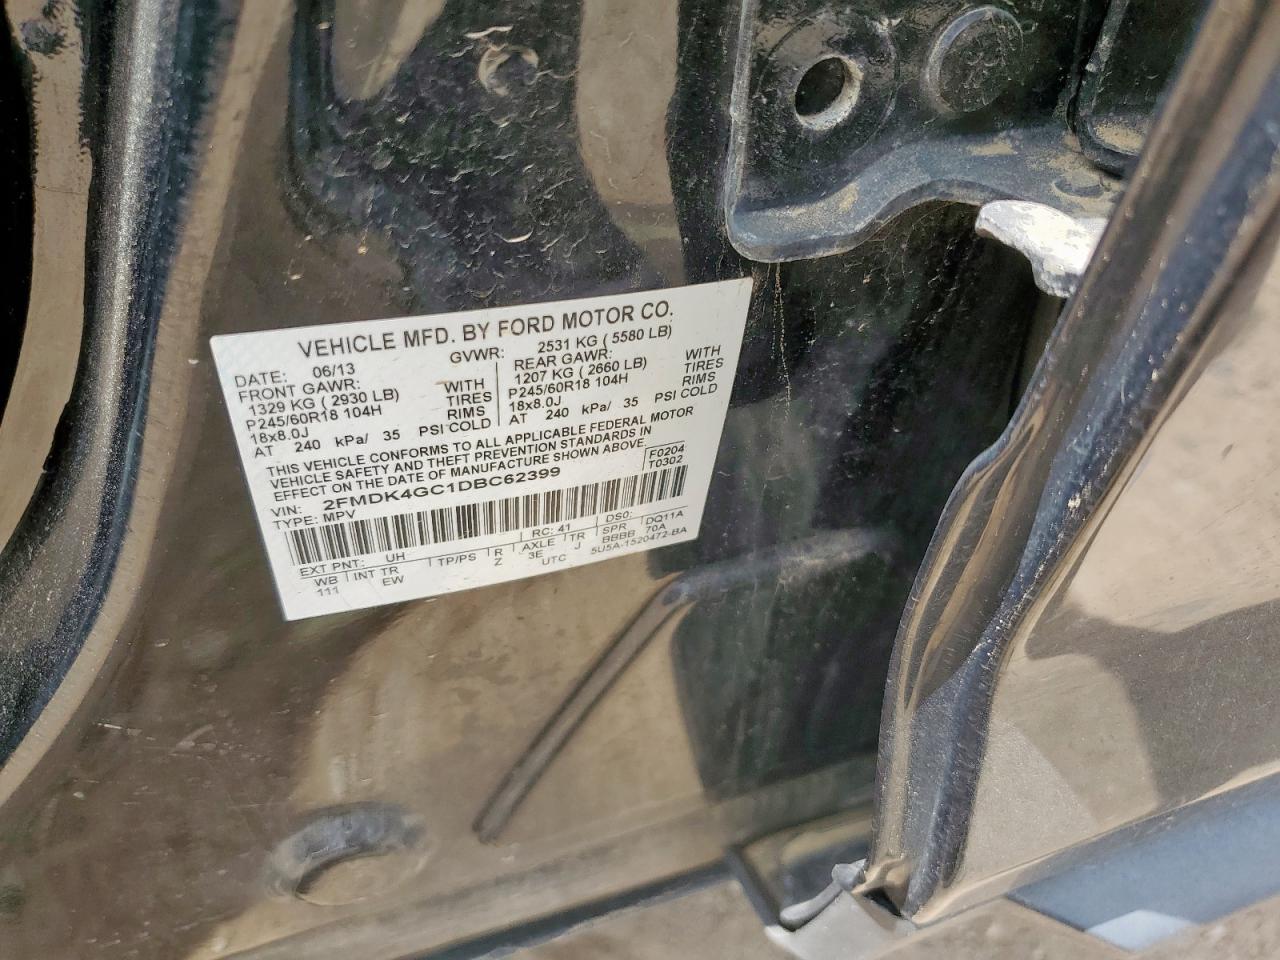 VEHICLE MFD. BY FORD MOTOR CO.
DATE: 06/13 GVWR: 2531 KG ( 5580 LB)
FRONT GAWR: REAR GAWR:
1329 KG ( 2930 LB) WITH 1207 KG ( 2660 LB) WITH
P245/60R18 104H TIRES P245/60R18 104H TIRES
18x8.0J RIMS 18x8.0J RIMS
AT 240 kPa/ 35 PSI COLD AT 240 kPa/ 35 PSI COLD
THIS VEHICLE CONFORMS TO ALL APPLICABLE FEDERAL MOTOR
VEHICLE SAFETY AND THEFT PREVENTION STANDARDS IN
EFFECT ON THE DATE OF MANUFACTURE SHOWN ABOVE.
VIN: 2FMDK4GC1DBC62399 F0204
TYPE: MPV T0302
EXT PNT: UH RC: 41 DSO:
WB INT TR TP/PS R AXLE TR SPR DQ11A
111 EW Z 3E J BBBB 70A
UTC 5U5A-1520472-BA